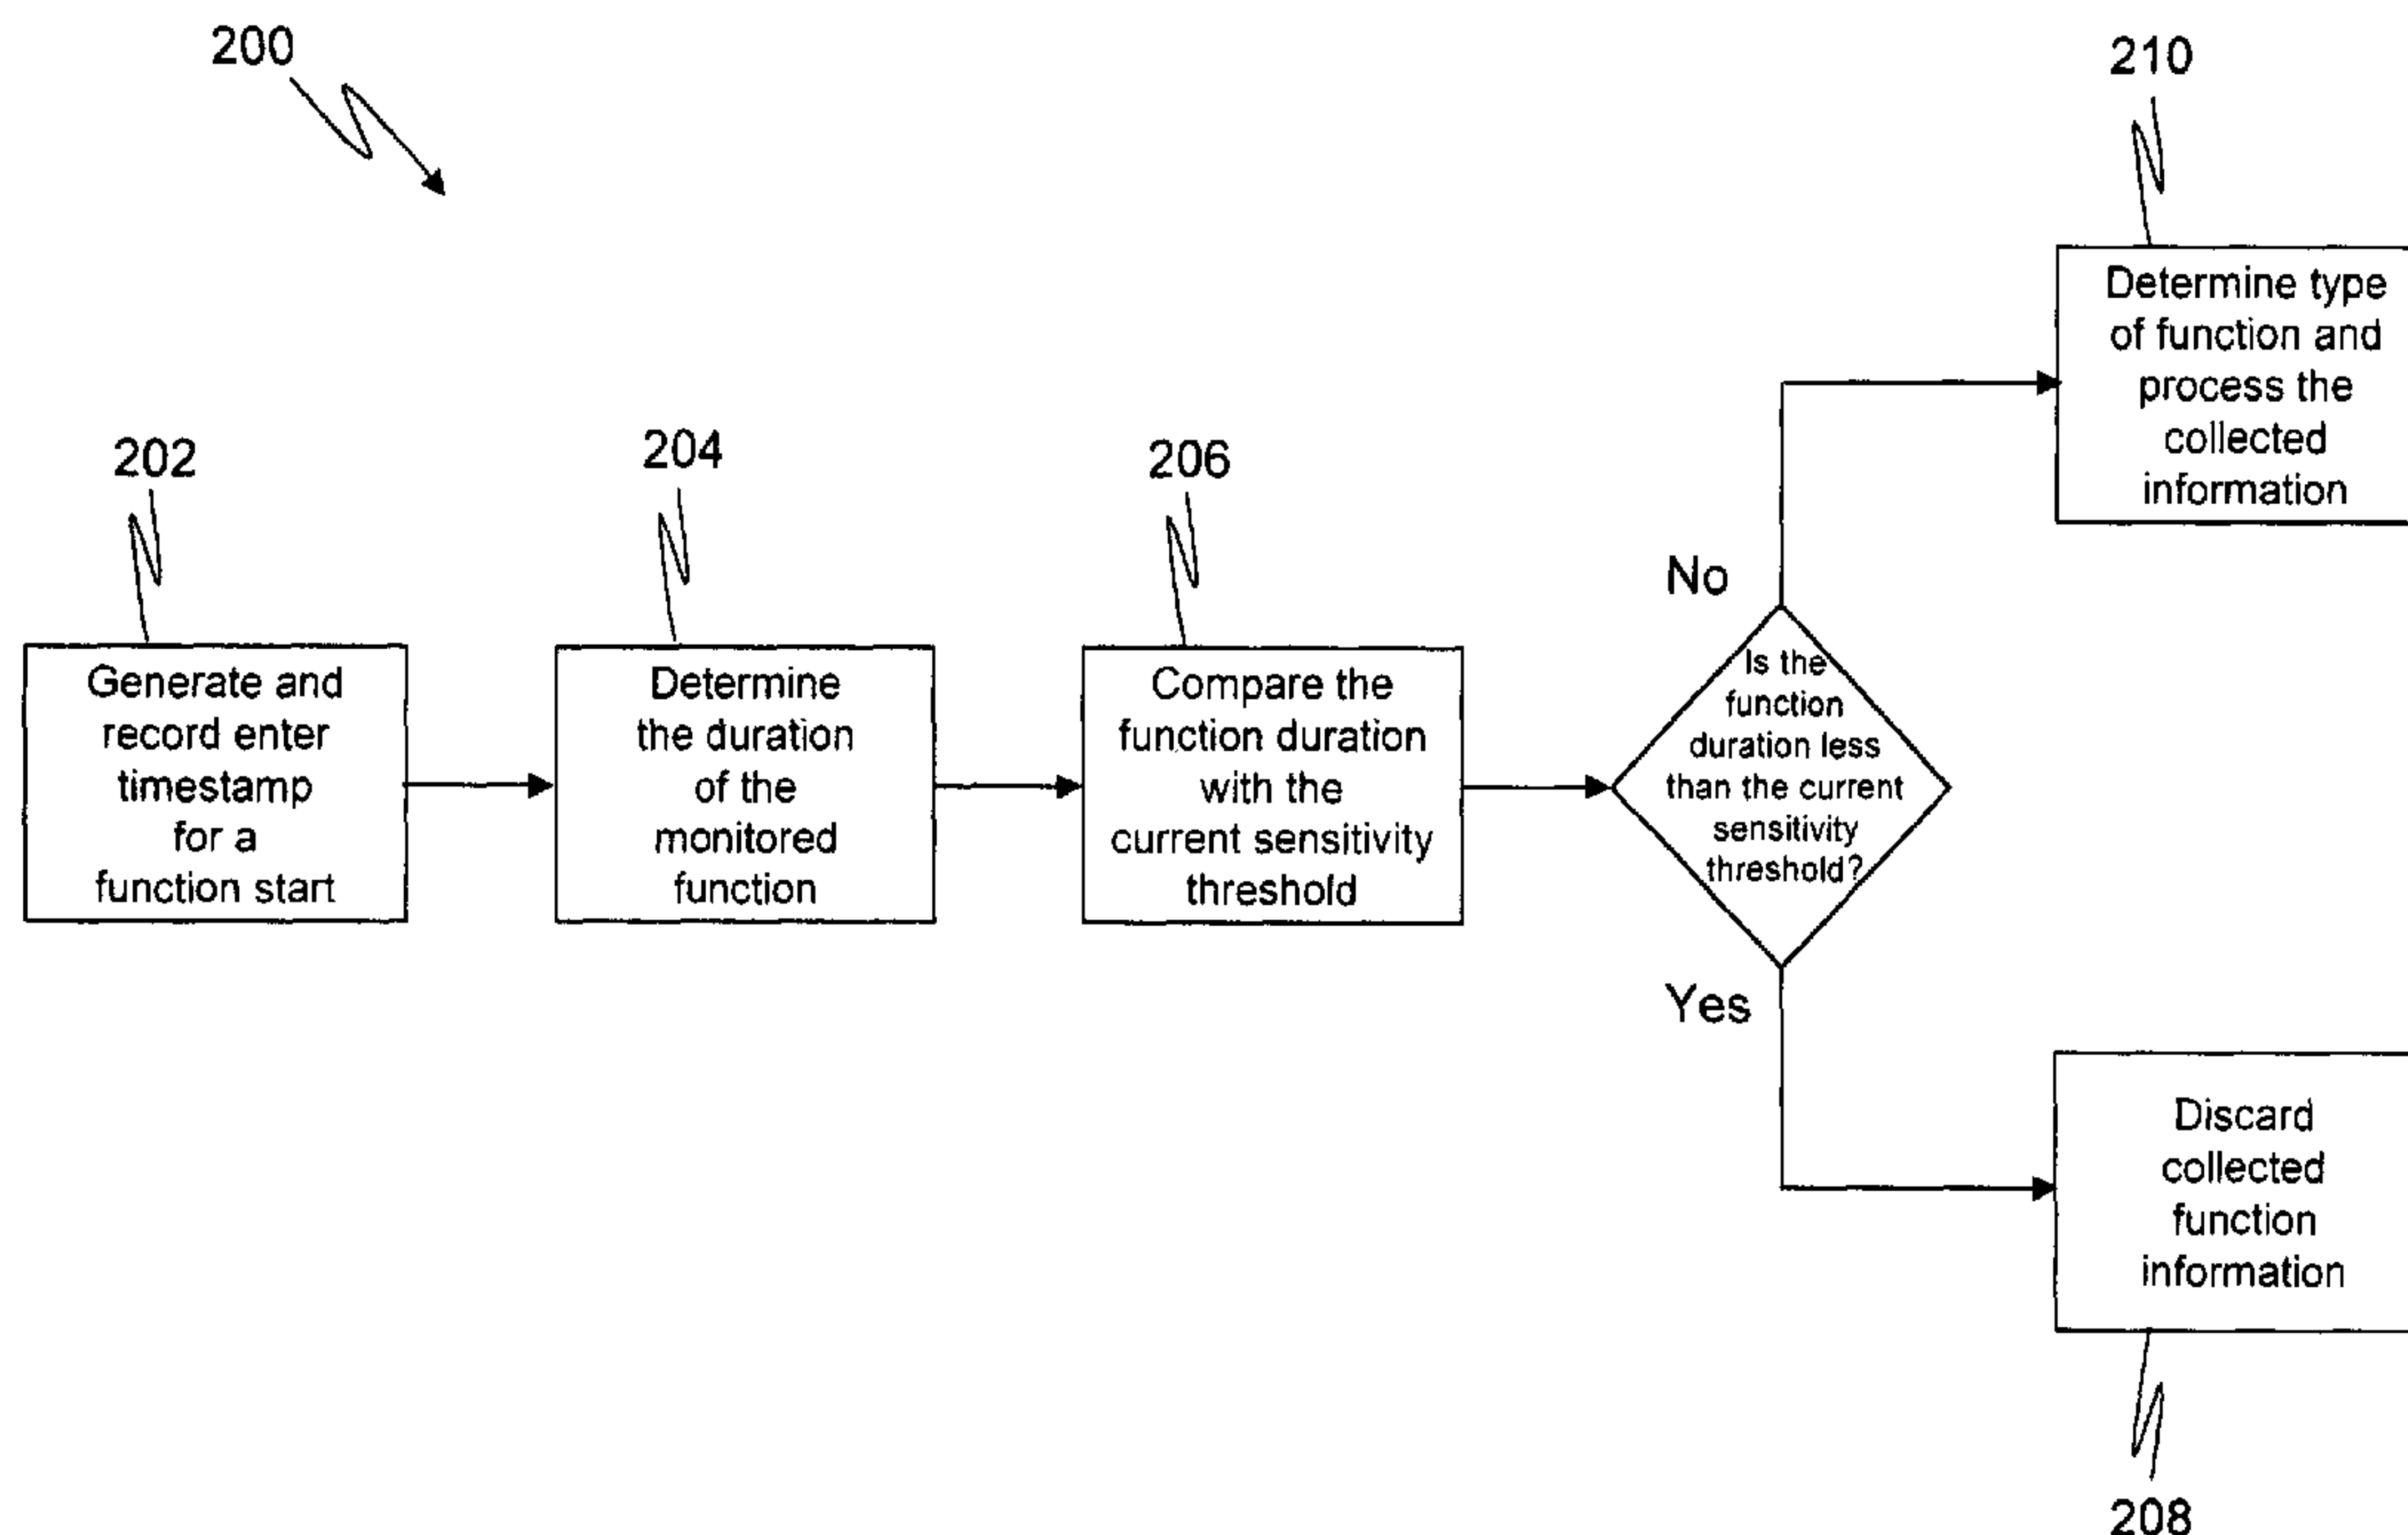 200
210
Determine type
of function and
process the
collected
information
202
204
206
No
Generate and
record enter
timestamp
for a
function start
Determine
the duration
of the
monitored
function
Compare the
function duration
with the
current sensitivity
threshold
Is the
function
duration less
than the current
sensitivity
threshold?
Yes
Discard
collected
function
information
208